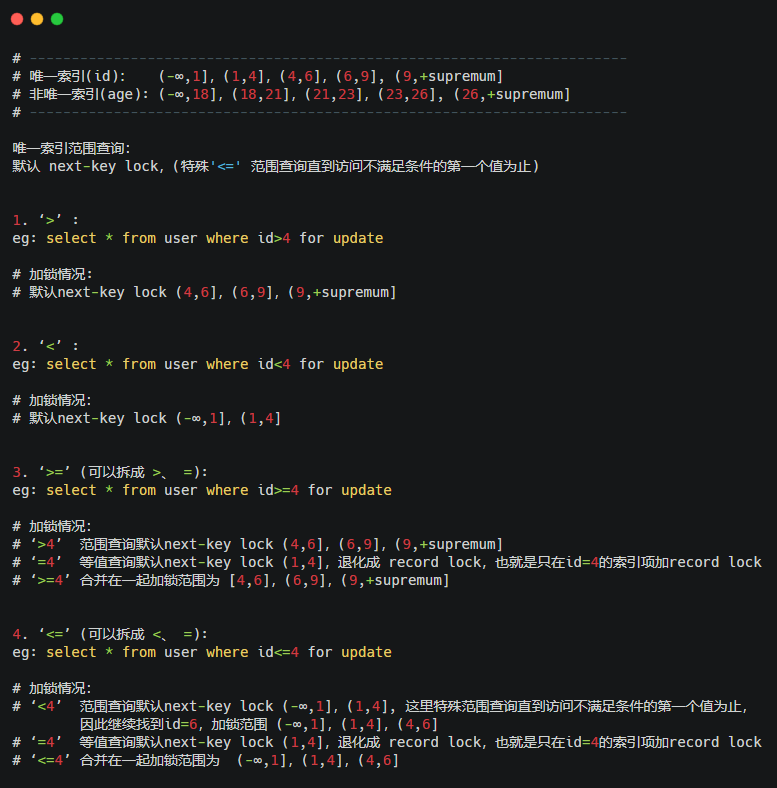 # ----------------------------------------------------------------------
# 唯一索引(id):   (-∞,1], (1,4], (4,6], (6,9], (9,+supremum]
# 非唯一索引(age): (-∞,18], (18,21], (21,23], (23,26], (26,+supremum]
# ----------------------------------------------------------------------
唯一索引范围查询:
默认 next-key lock, (特殊'<=' 范围查询直到访问不满足条件的第一个值为止)
1. ‘>’ :
eg: select * from user where id>4 for update
# 加锁情况:
# 默认next-key lock (4,6], (6,9], (9,+supremum]
2. ‘<’ :
eg: select * from user where id<4 for update
# 加锁情况:
# 默认next-key lock (-∞,1], (1,4]
3. ‘>=’ (可以拆成 >、 =):
eg: select * from user where id>=4 for update
# 加锁情况:
# ‘>4’ 范围查询默认next-key lock (4,6], (6,9], (9,+supremum]
# ‘=4’ 等值查询默认next-key lock (1,4], 退化成 record lock, 也就是只在id=4的索引项加record lock
# ‘>=4’ 合并在一起加锁范围为 [4,6], (6,9], (9,+supremum]
4. ‘<=’ (可以拆成 <、 =):
eg: select * from user where id<=4 for update
# 加锁情况:
# ‘<4’ 范围查询默认next-key lock (-∞,1], (1,4], 这里特殊范围查询直到访问不满足条件的第一个值为止,
因此继续找到id=6, 加锁范围 (-∞,1], (1,4], (4,6]
# ‘=4’ 等值查询默认next-key lock (1,4], 退化成 record lock, 也就是只在id=4的索引项加record lock
# ‘<=4’ 合并在一起加锁范围为 (-∞,1], (1,4], (4,6]